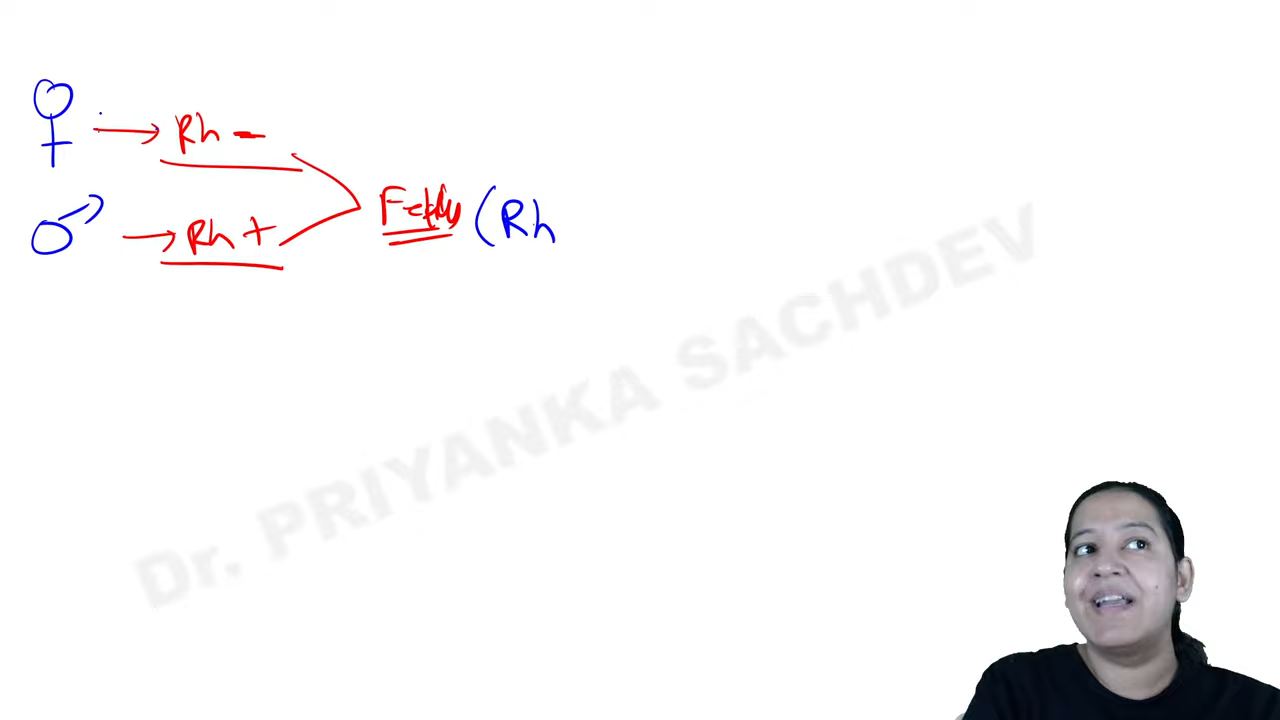 ♀ → Rh -
♂ → Rh +
Fetus (Rh
Dr. PRIYANKA SACHDEV